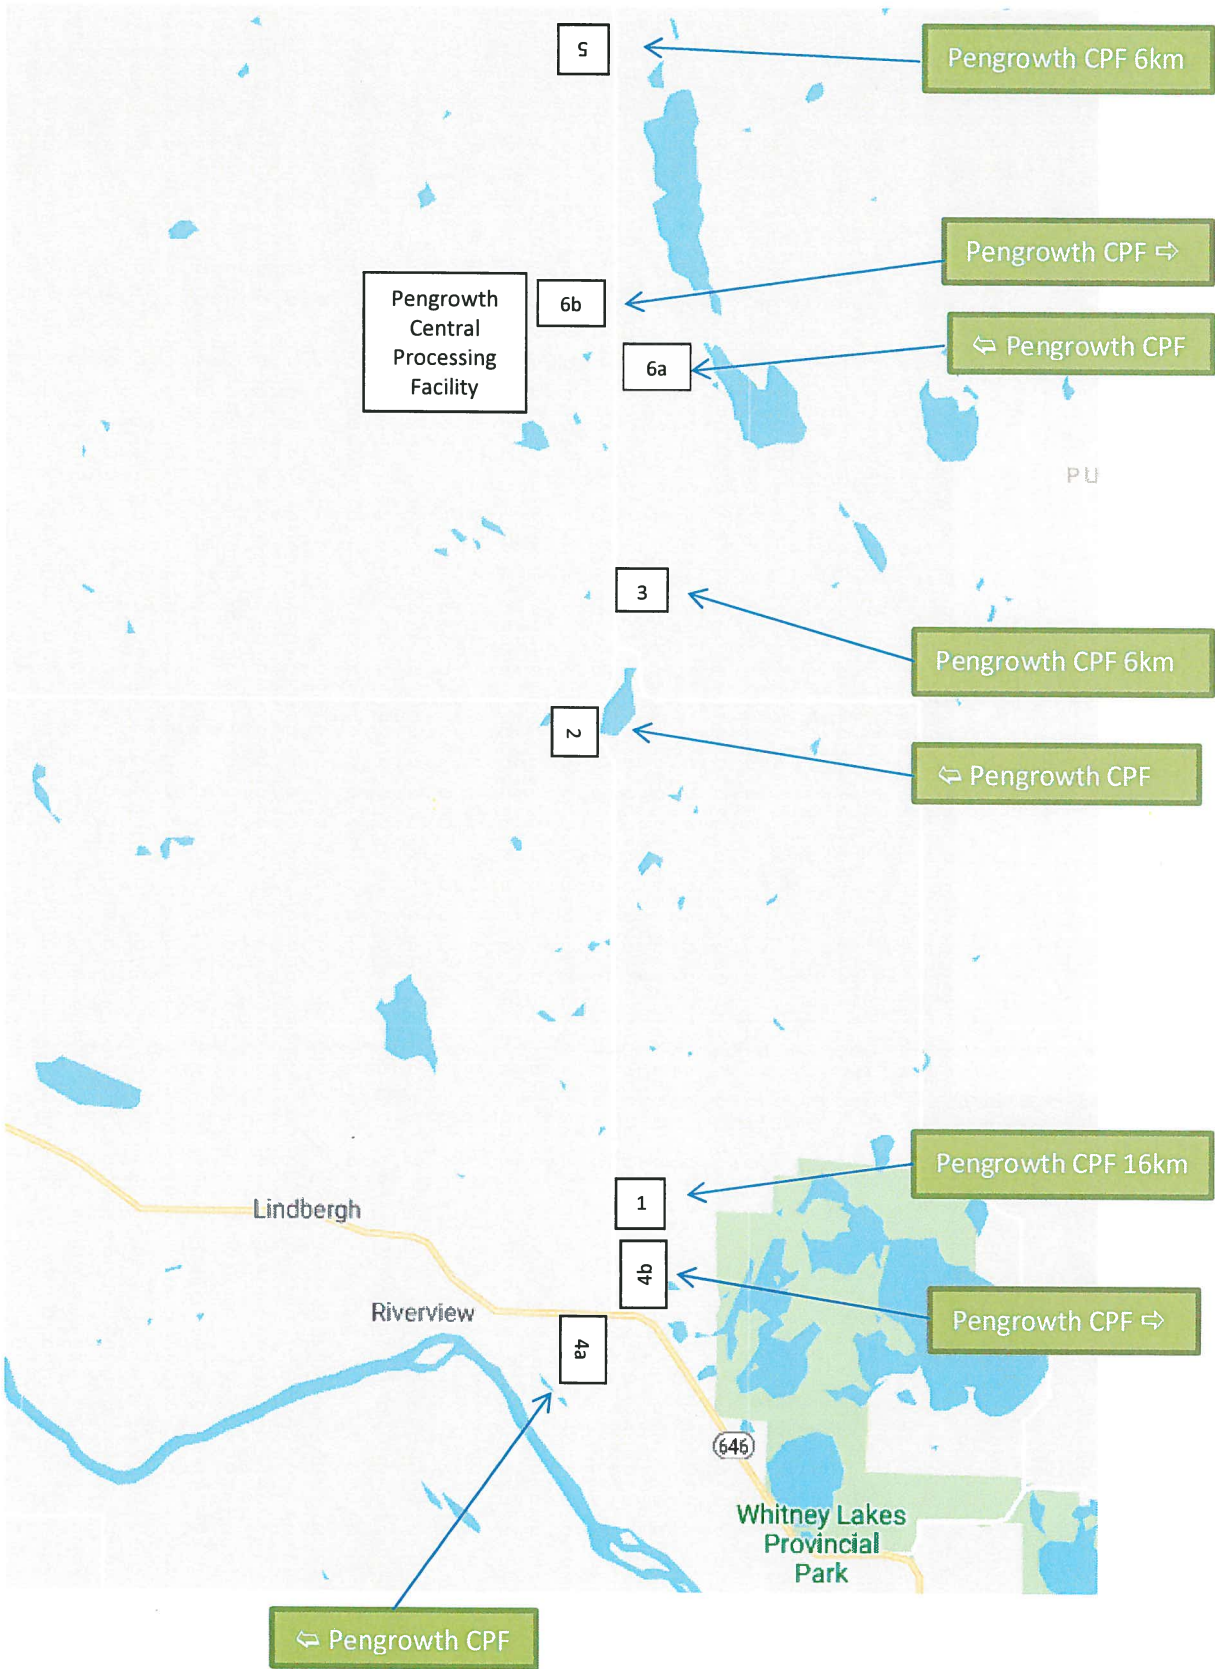 5
Pengrowth CPF 6km
Pengrowth CPF ⇨
Pengrowth
Central
Processing
Facility
6b
⇦ Pengrowth CPF
6a
PU
3
Pengrowth CPF 6km
2
⇦ Pengrowth CPF
Pengrowth CPF 16km
1
Lindbergh
4b
Riverview
Pengrowth CPF ⇨
4a
646
Whitney Lakes
Provincial
Park
⇦ Pengrowth CPF